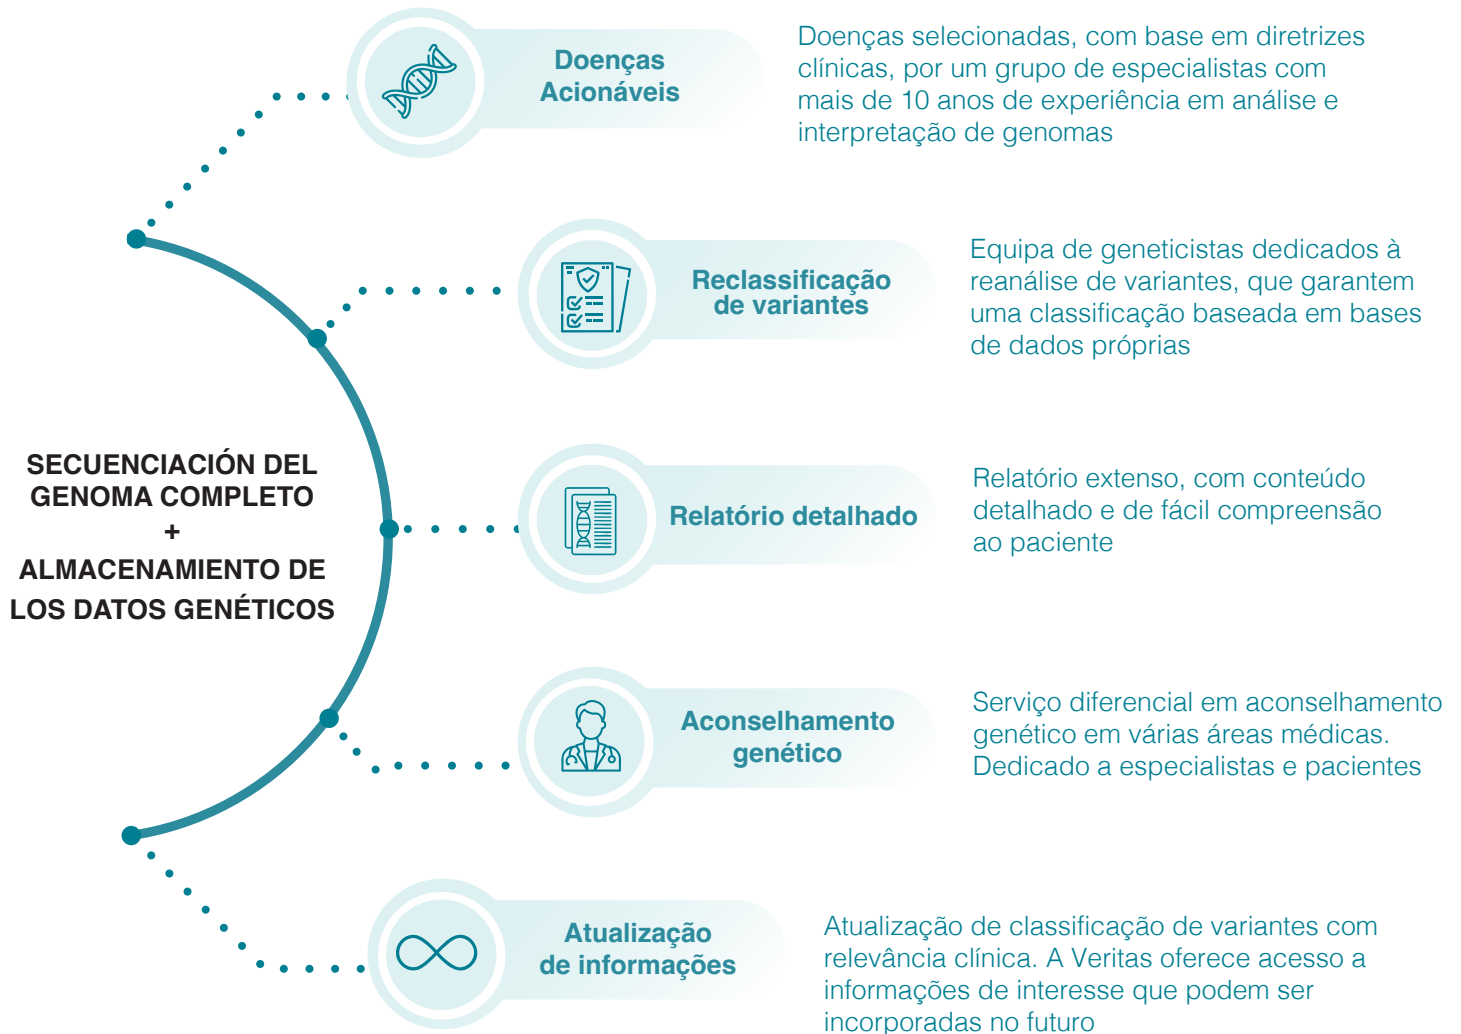 Doenças
Acionáveis
Doenças selecionadas, com base em diretrizes
clínicas, por um grupo de especialistas com
mais de 10 anos de experiência em análise e
interpretação de genomas
Reclassificação
de variantes
Equipa de geneticistas dedicados à
reanálise de variantes, que garantem
uma classificação baseada em bases
de dados próprias
SECUENCIACIÓN DEL
GENOMA COMPLETO
+
ALMACENAMIENTO DE
LOS DATOS GENÉTICOS
Relatório detalhado
Relatório extenso, com conteúdo
detalhado e de fácil compreensão
ao paciente
Aconselhamento
genético
Serviço diferencial em aconselhamento
genético em várias áreas médicas.
Dedicado a especialistas e pacientes
Atualização
de informações
Atualização de classificação de variantes com
relevância clínica. A Veritas oferece acesso a
informações de interesse que podem ser
incorporadas no futuro